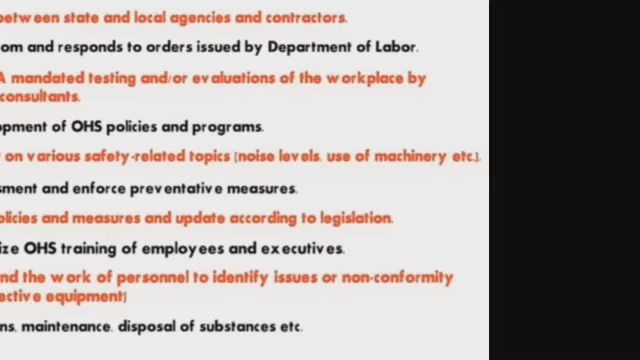 between state and local agencies and contractors.
om and responds to orders issued by Department of Labor.
A mandated testing and/or evaluations of the workplace by
consultants.
opment of OHS policies and programs.
on various safety-related topics [noise levels, use of machinery etc.].
sment and enforce preventative measures.
olicies and measures and update according to legislation.
ize OHS training of employees and executives.
nd the work of personnel to identify issues or non-conformity
ective equipment]
ns, maintenance, disposal of substances etc.